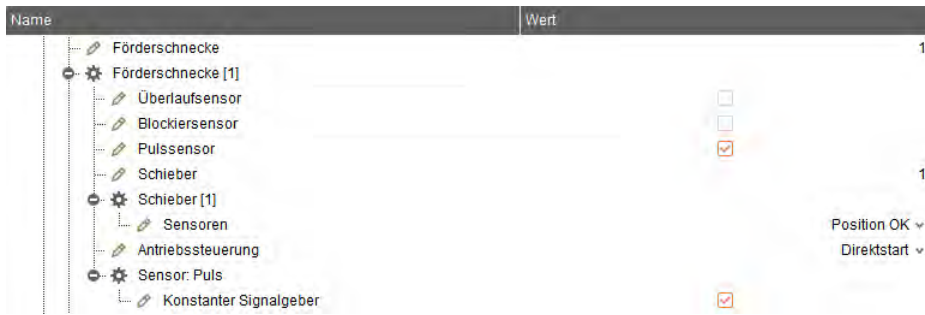 Name Wert
Förderschnecke 1
Förderschnecke [1]
Überlaufsensor
Blockiersensor
Pulssensor
Schieber 1
Schieber [1]
Sensoren Position OK
Antriebssteuerung Direktstart
Sensor: Puls
Konstanter Signalgeber